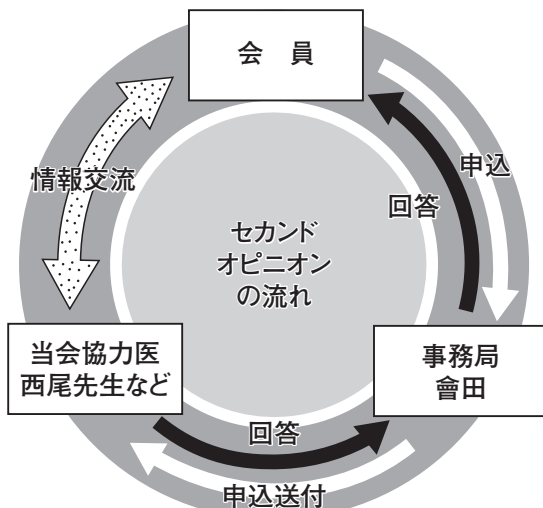 会　員
情報交流
申込
回答
セカンド
オピニオン
の流れ
当会協力医
西尾先生など
事務局
會田
回答
申込送付